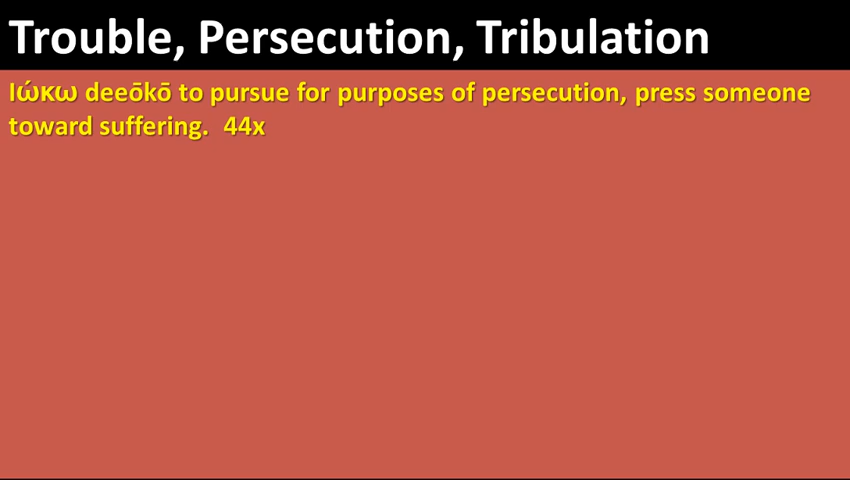 Trouble, Persecution, Tribulation
Ιώκω deeōkō to pursue for purposes of persecution, press someone
toward suffering.  44x